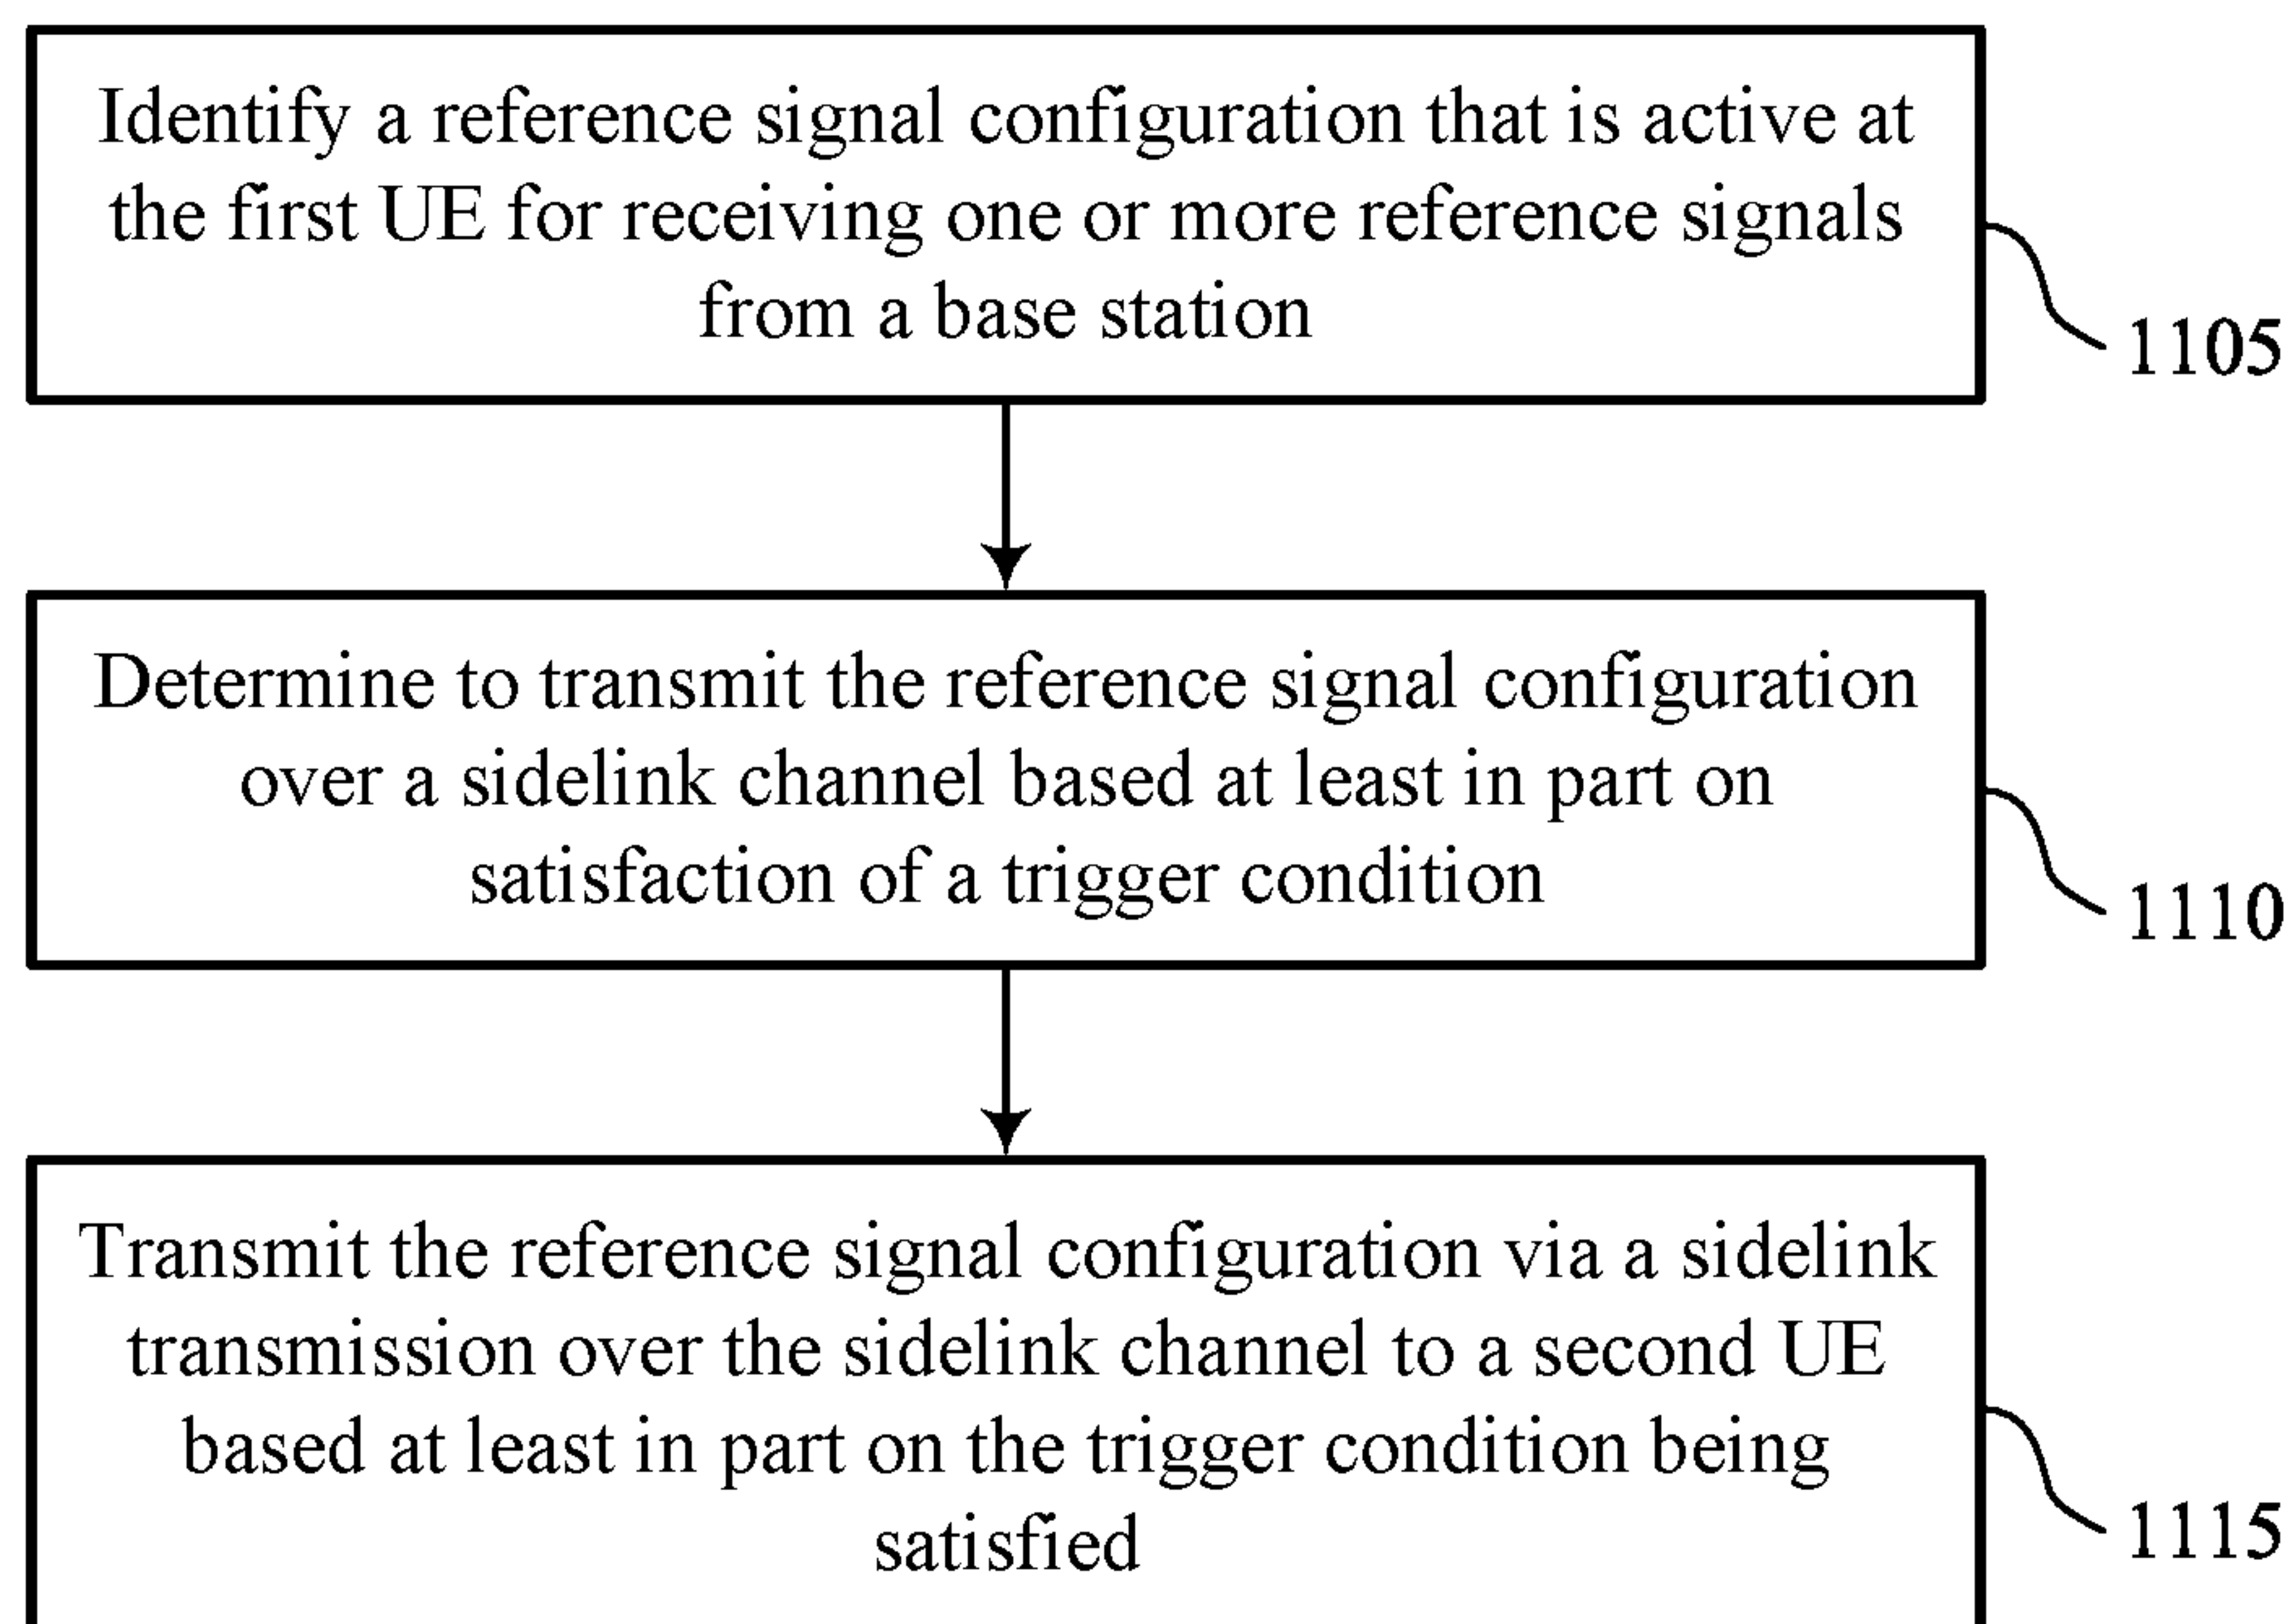 Identify a reference signal configuration that is active at
the first UE for receiving one or more reference signals
from a base station
1105
Determine to transmit the reference signal configuration
over a sidelink channel based at least in part on
satisfaction of a trigger condition
1110
Transmit the reference signal configuration via a sidelink
transmission over the sidelink channel to a second UE
based at least in part on the trigger condition being
satisfied
1115